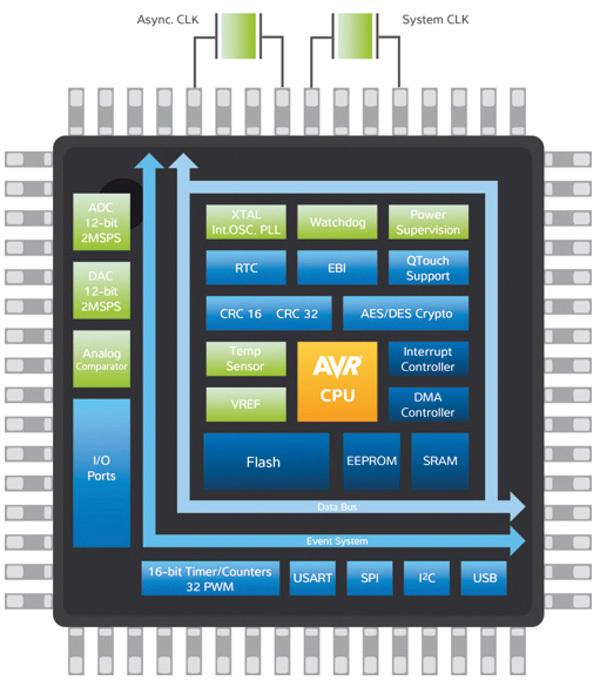 Async. CLK
System CLK
ADC
12-bit
2MSPS
DAC
12-bit
2MSPS
Analog
Comparator
I/O
Ports
XTAL
Int.OSC, PLL
Watchdog
Power
Supervision
RTC
EBI
QTouch
Support
CRC 16 CRC 32
AES/DES Crypto
Temp
Sensor
VREF
AVR®
CPU
Interrupt
Controller
DMA
Controller
Flash
EEPROM
SRAM
Data Bus
Event System
16-bit Timer/Counters
32 PWM
USART
SPI
I²C
USB